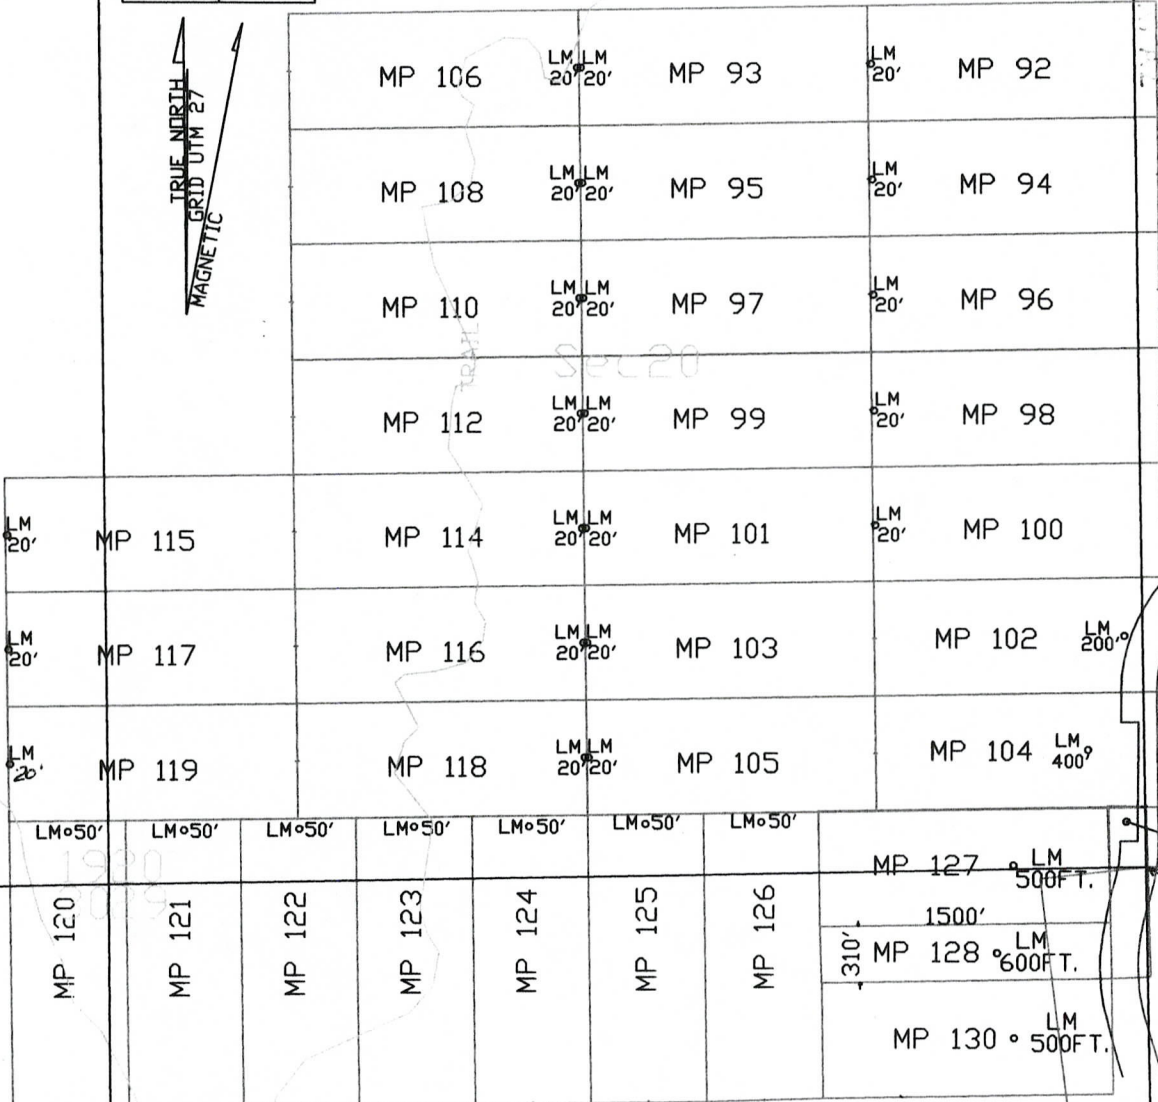 TRUE NORTH
GRID UTM 27
MAGNETIC
MP 106
LM LM
20' 20'
MP 93
LM
20'
MP 92
MP 108
LM LM
20' 20'
MP 95
LM
20'
MP 94
MP 110
LM LM
20' 20'
MP 97
LM
20'
MP 96
TRAIL
Sec20
MP 112
LM LM
20' 20'
MP 99
LM
20'
MP 98
LM
20'
MP 115
MP 114
LM LM
20' 20'
MP 101
LM
20'
MP 100
LM
20'
MP 117
MP 116
LM LM
20' 20'
MP 103
MP 102
LM
200'
LM
20'
MP 119
MP 118
LM LM
20' 20'
MP 105
MP 104
LM
400'
LM 50'
LM 50'
LM 50'
LM 50'
LM 50'
LM 50'
LM 50'
MP 120
MP 121
MP 122
MP 123
MP 124
MP 125
MP 126
MP 127
LM
500FT.
1500'
310'
MP 128
LM
600FT.
MP 130
LM
500FT.